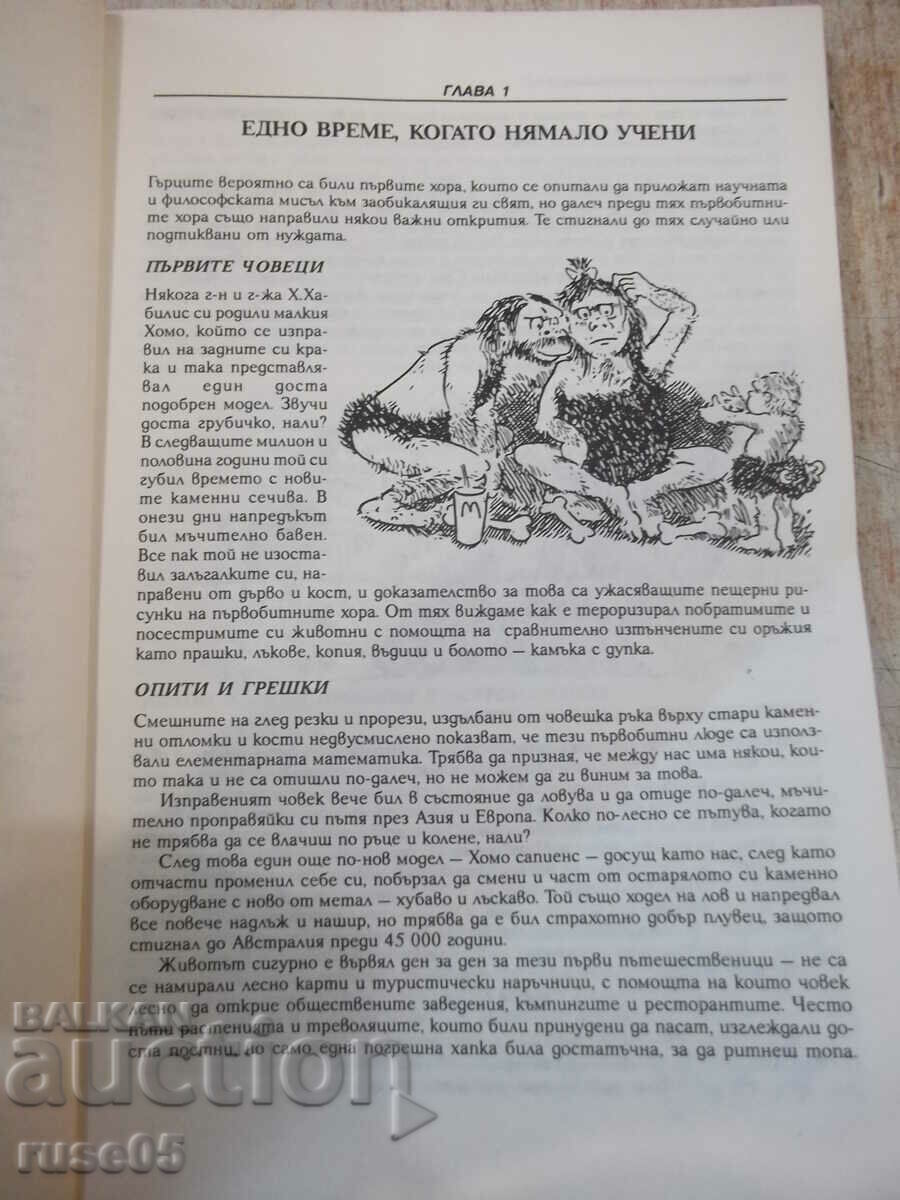 ГЛАВА 1
ЕДНО ВРЕМЕ, КОГАТО НЯМАЛО УЧЕНИ
Гърците вероятно са били първите хора, които се опитали да приложат научната
и философската мисъл към заобикалящия ги свят, но далеч преди тях първобитни-
те хора също направили някои важни открития. Те стигнали до тях случайно или
подтиквани от нуждата.
ПЪРВИТЕ ЧОВЕЦИ
Някога г-н и г-жа Х.Ха-
билис си родили малкия
Хомо, който се изпра-
вил на задните си кра-
ка и така представля-
вал един доста
подобрен модел. Звучи
доста грубичко, нали?
В следващите милион и
половина години той си
губил времето с нови-
те каменни сечива. В
онези дни напредъкът
бил мъчително бавен.
Все пак той не изоста-
вил залъгалките си, на-
правени от дърво и кост, и доказателство за това са ужасяващите пещерни ри-
сунки на първобитните хора. От тях виждаме как е тероризирал побратимите и
посестримите си животни с помощта на сравнително изтънчените си оръжия
като прашки, лъкове, копия, въдици и болото – камъка с дупка.
ОПИТИ И ГРЕШКИ
Смешните на глед резки и прорези, издълбани от човешка ръка върху стари камен-
ни отломки и кости недвусмислено показват, че тези първобитни люде са използ-
вали елементарната математика. Трябва да призная, че между нас има някои, кои-
то така и не са отишли по-далеч, но не можем да ги виним за това.
Изправеният човек вече бил в състояние да ловува и да отиде по-далеч, мъчи-
телно проправяйки си пътя през Азия и Европа. Колко по-лесно се пътува, когато
не трябва да се влачиш по ръце и колене, нали?
След това един още по-нов модел – Хомо сапиенс – досущ като нас, след като
отчасти променил себе си, побързал да смени и част от остарялото си каменно
оборудване с ново от метал – хубаво и лъскаво. Той също ходел на лов и напредвал
все повече надлъж и нашир, но трябва да е бил страхотно добър плувец, защото
стигнал до Австралия преди 45 000 години.
Животът сигурно е вървял ден за ден за тези първи пътешественици – не са
се намирали лесно карти и туристически наръчници, с помощта на които човек
лесно да открие обществените заведения, къмпингите и ресторантите. Често
пъти растенията и треволяците, които били принудени да пасат, изглеждали до-
ста постни, но само една погрешна хапка била достатъчна, за да ритнеш топа.
BALKAN
auction
ruse05